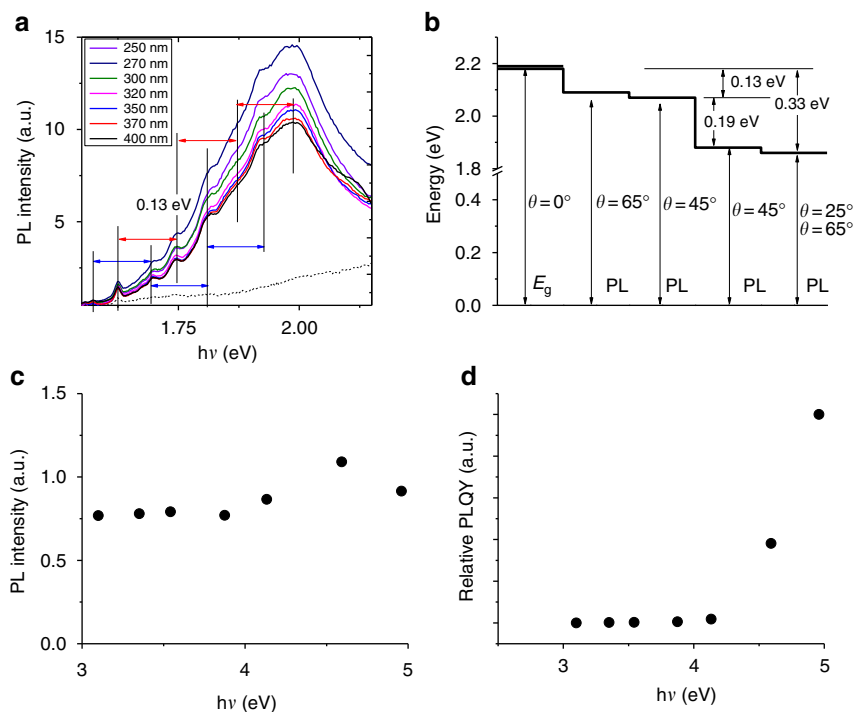 a
PL intensity (a.u.)
15
10
5
250 nm
270 nm
300 nm
320 nm
350 nm
370 nm
400 nm
0.13 eV
1.75
2.00
hν (eV)
b
Energy (eV)
2.2
2.0
1.8
0.4
0.2
0.0
0.13 eV
0.33 eV
0.19 eV
θ = 0°
θ = 65°
θ = 45°
θ = 45°
θ = 25°
θ = 65°
Eg
PL
PL
PL
PL
c
PL intensity (a.u.)
1.5
1.0
0.5
0.0
3
4
5
hν (eV)
d
Relative PLQY (a.u.)
3
4
5
hν (eV)